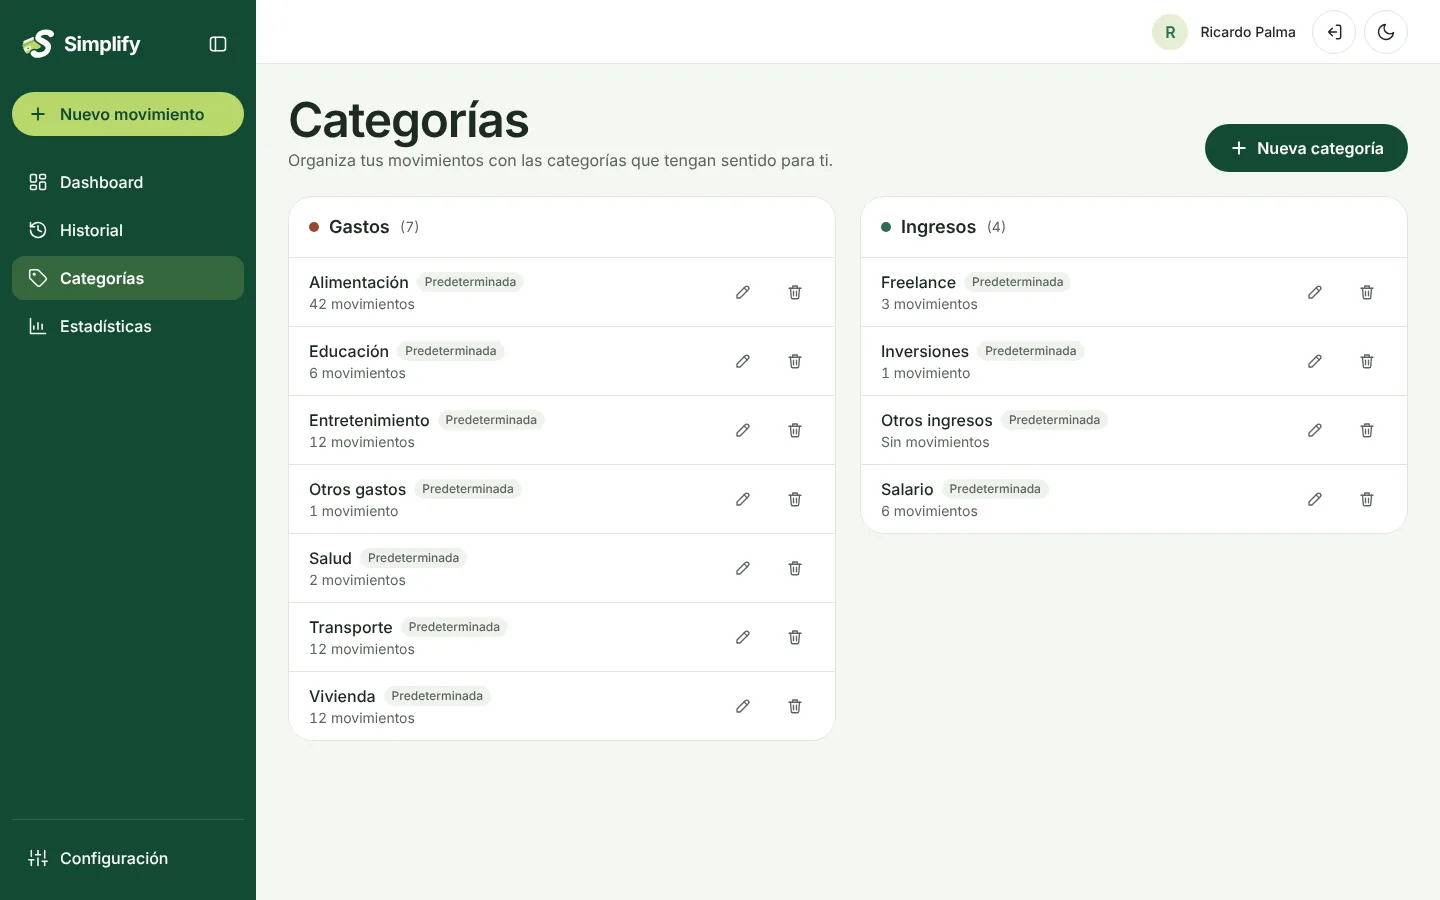 Simplify
Nuevo movimiento
Dashboard
Historial
Categorías
Estadísticas
Configuración
R Ricardo Palma
Categorías
Organiza tus movimientos con las categorías que tengan sentido para ti.
Nueva categoría
Gastos (7)
Alimentación Predeterminada
42 movimientos
Educación Predeterminada
6 movimientos
Entretenimiento Predeterminada
12 movimientos
Otros gastos Predeterminada
1 movimiento
Salud Predeterminada
2 movimientos
Transporte Predeterminada
12 movimientos
Vivienda Predeterminada
12 movimientos
Ingresos (4)
Freelance Predeterminada
3 movimientos
Inversiones Predeterminada
1 movimiento
Otros ingresos Predeterminada
Sin movimientos
Salario Predeterminada
6 movimientos